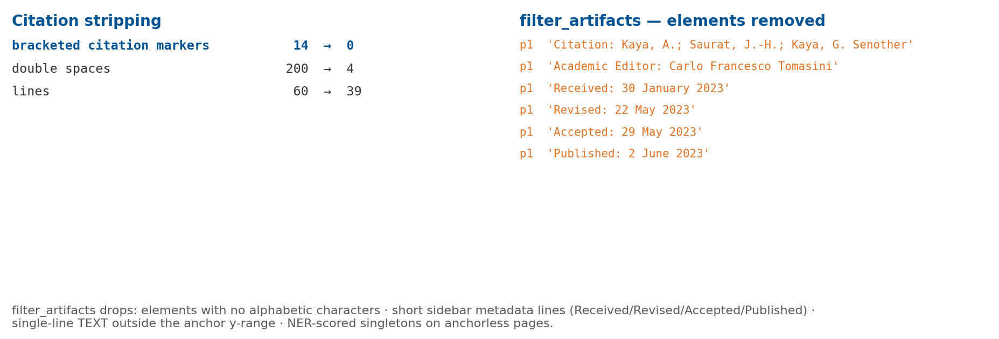 Citation stripping
bracketed citation markers 14 → 0
double spaces 200 → 4
lines 60 → 39
filter_artifacts — elements removed
p1 'Citation: Kaya, A.; Saurat, J.-H.; Kaya, G. Senother'
p1 'Academic Editor: Carlo Francesco Tomasini'
p1 'Received: 30 January 2023'
p1 'Revised: 22 May 2023'
p1 'Accepted: 29 May 2023'
p1 'Published: 2 June 2023'
filter_artifacts drops: elements with no alphabetic characters · short sidebar metadata lines (Received/Revised/Accepted/Published) ·
single-line TEXT outside the anchor y-range · NER-scored singletons on anchorless pages.